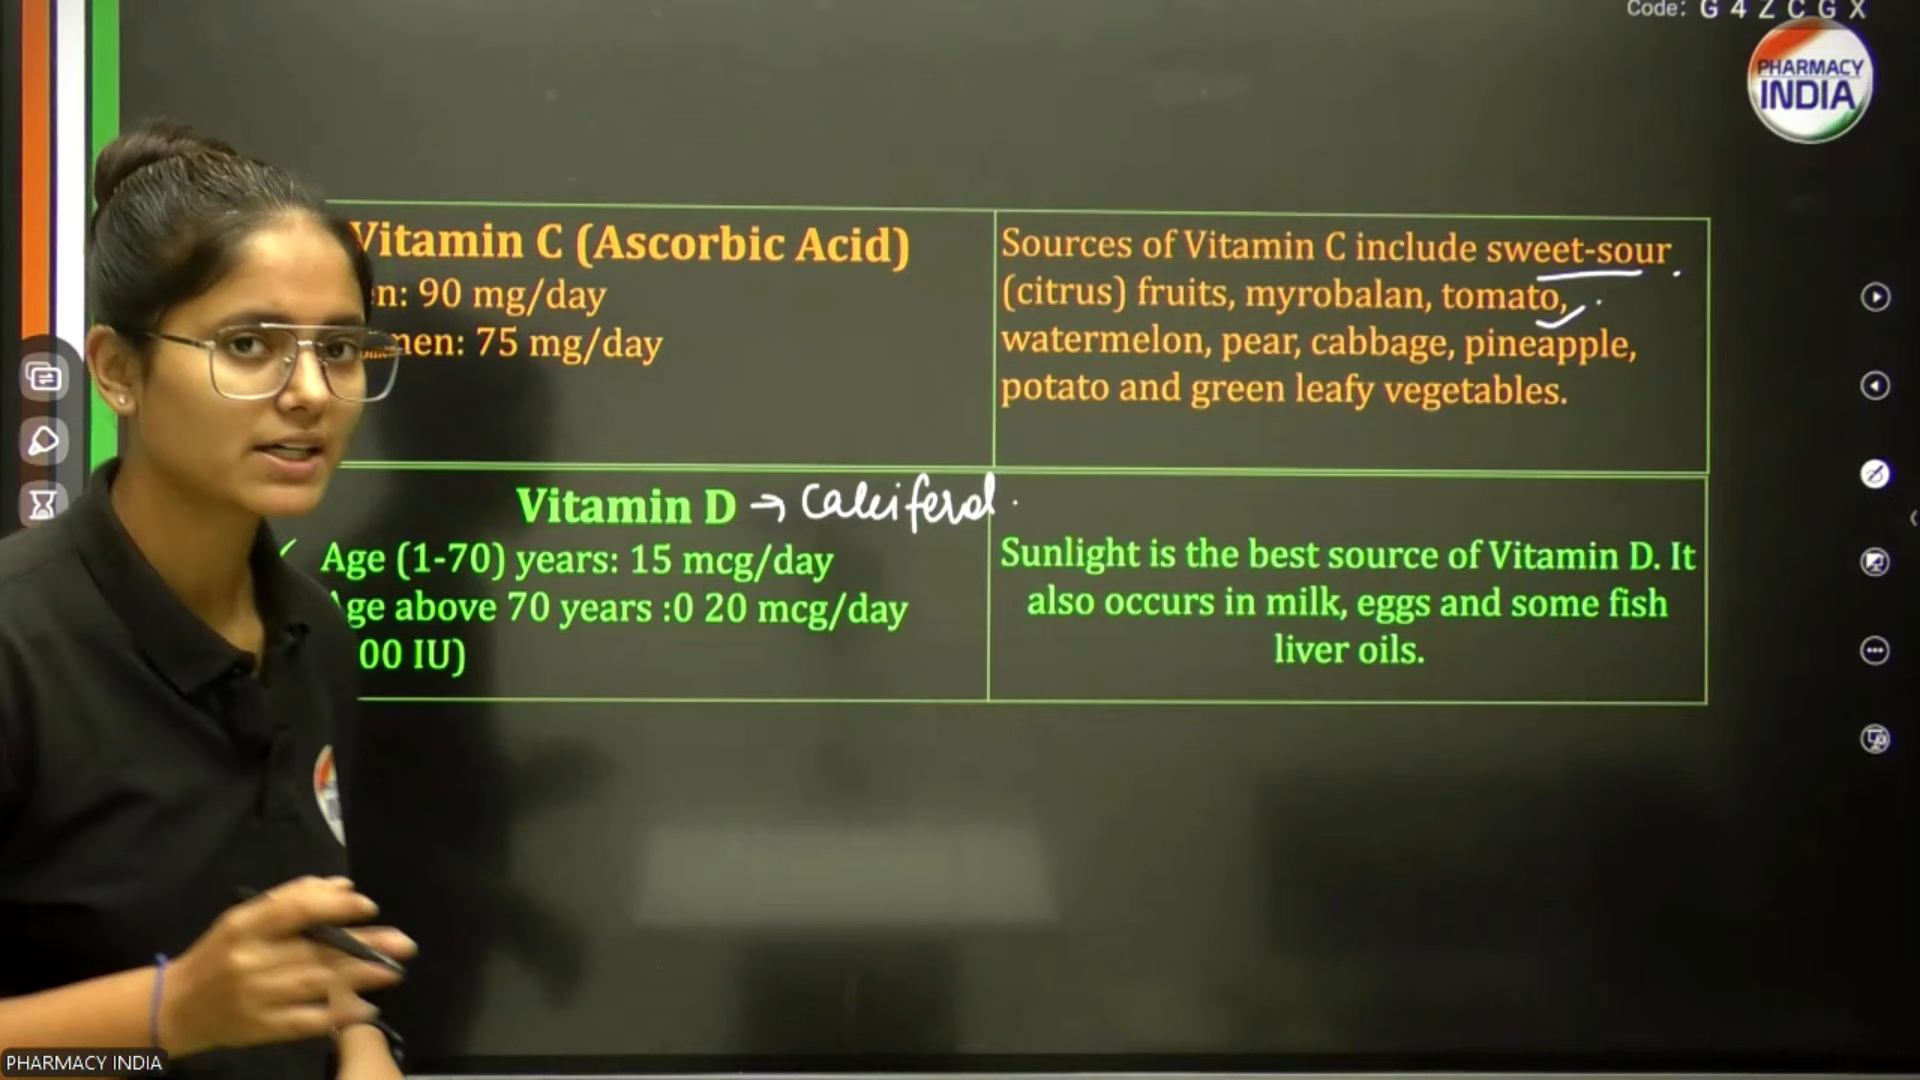 Code: G 4 Z C G X
PHARMACY
INDIA
Vitamin C (Ascorbic Acid)
n: 90 mg/day
men: 75 mg/day
Sources of Vitamin C include sweet-sour
(citrus) fruits, myrobalan, tomato,
watermelon, pear, cabbage, pineapple,
potato and green leafy vegetables.
Vitamin D → Calciferol.
Age (1-70) years: 15 mcg/day
Age above 70 years :0 20 mcg/day
00 IU)
Sunlight is the best source of Vitamin D. It
also occurs in milk, eggs and some fish
liver oils.
PHARMACY INDIA